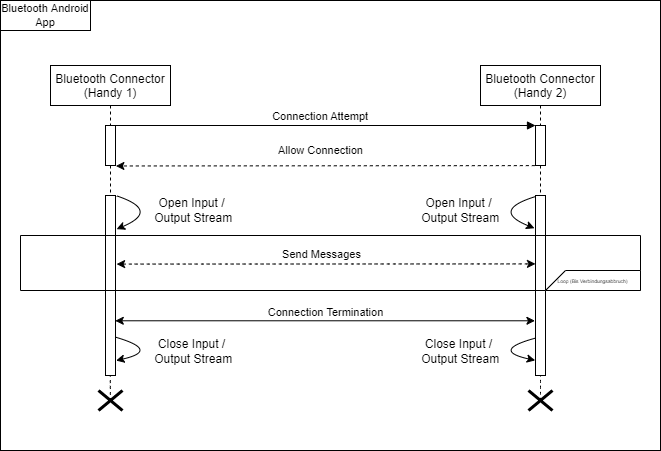 Bluetooth Android
App
Bluetooth Connector
(Handy 1)
Bluetooth Connector
(Handy 2)
Connection Attempt
Allow Connection
Open Input /
Output Stream
Open Input /
Output Stream
Send Messages
Loop (Bis Verbindungsabbruch)
Connection Termination
Close Input /
Output Stream
Close Input /
Output Stream